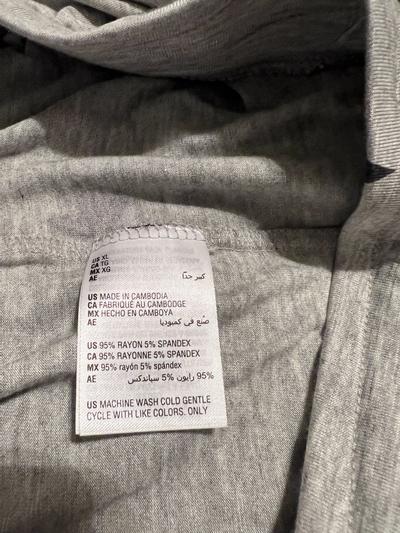 US XL
CA TG
MX XG
AE كبير جدًا
US MADE IN CAMBODIA
CA FABRIQUÉ AU CAMBODGE
MX HECHO EN CAMBOYA
AE صُنع في كمبوديا
US 95% RAYON 5% SPANDEX
CA 95% RAYONNE 5% SPANDEX
MX 95% rayón 5% spándex
AE 95% رايون 5% سباندكس
US MACHINE WASH COLD GENTLE
CYCLE WITH LIKE COLORS. ONLY